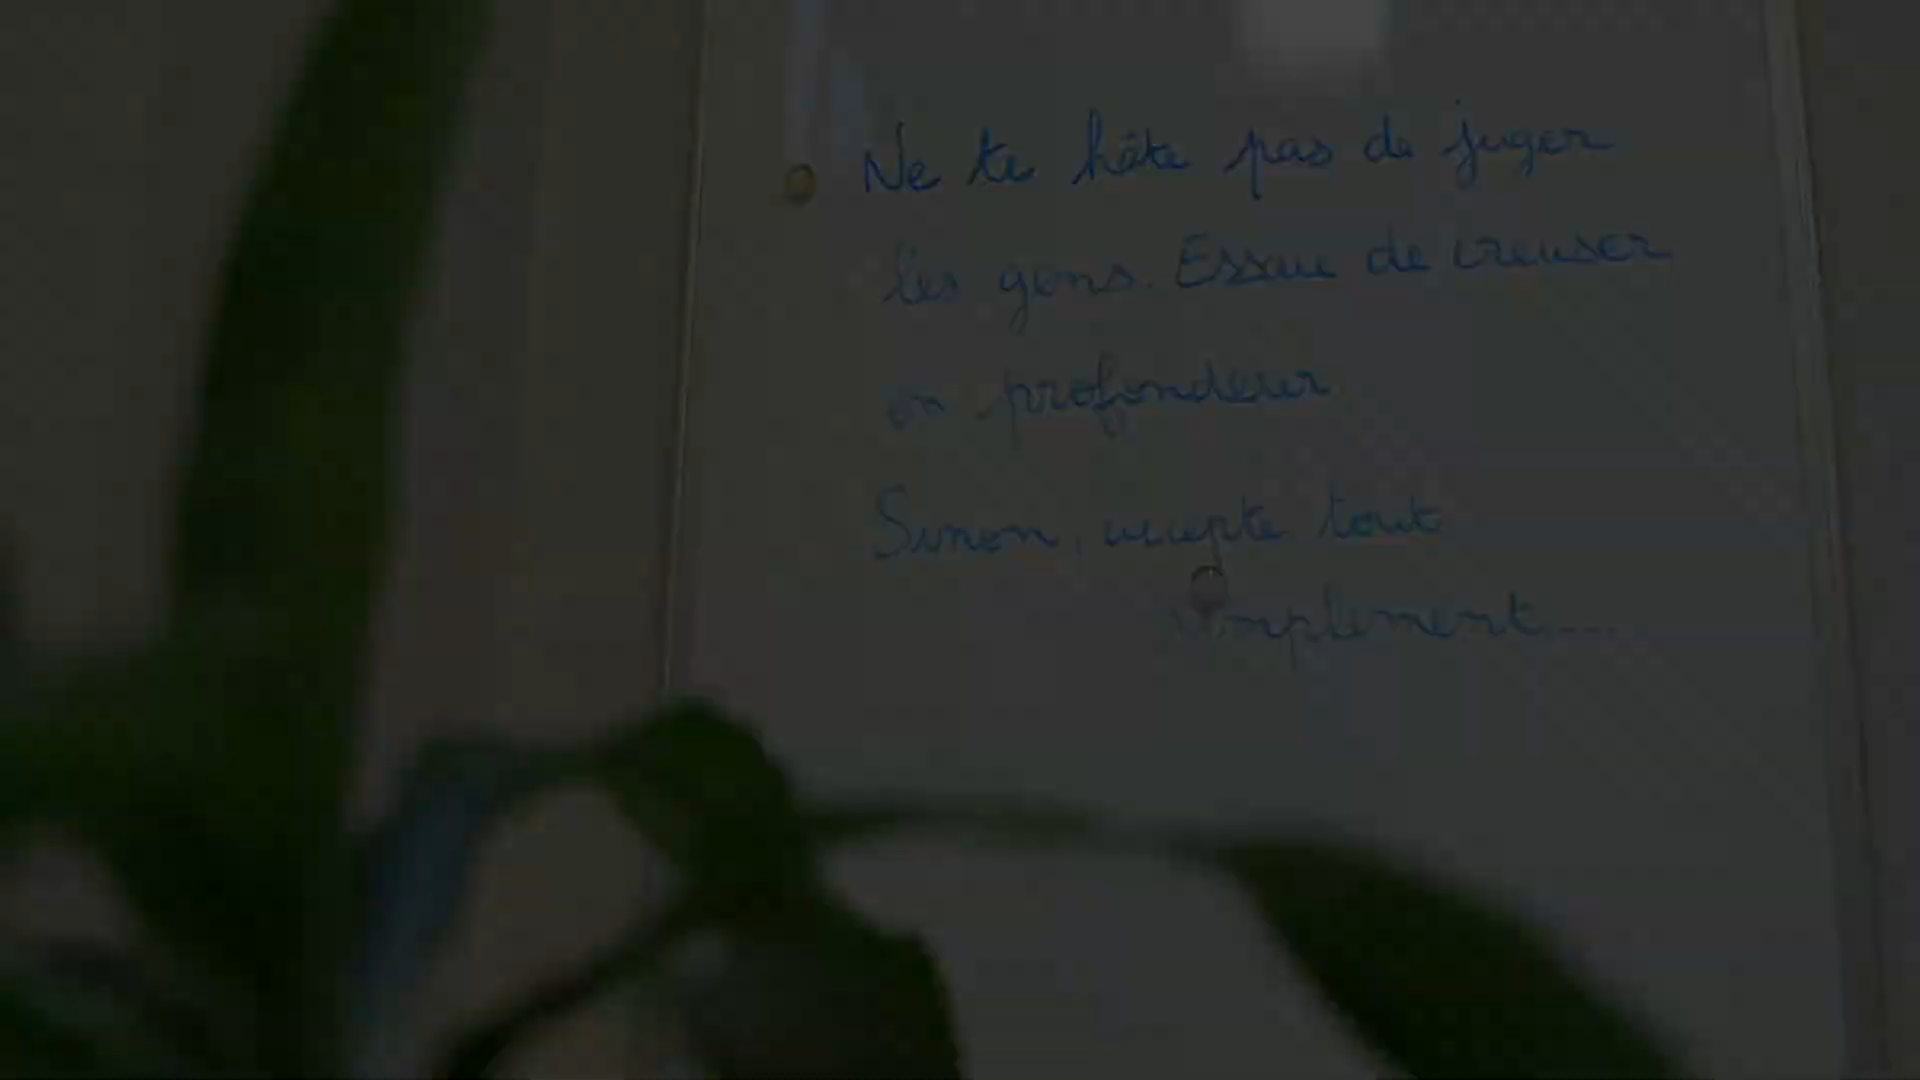 Ne te hâte pas de juger
les gens. Essaie de creuser
en profondeur
Sinon, accepte tout
simplement....